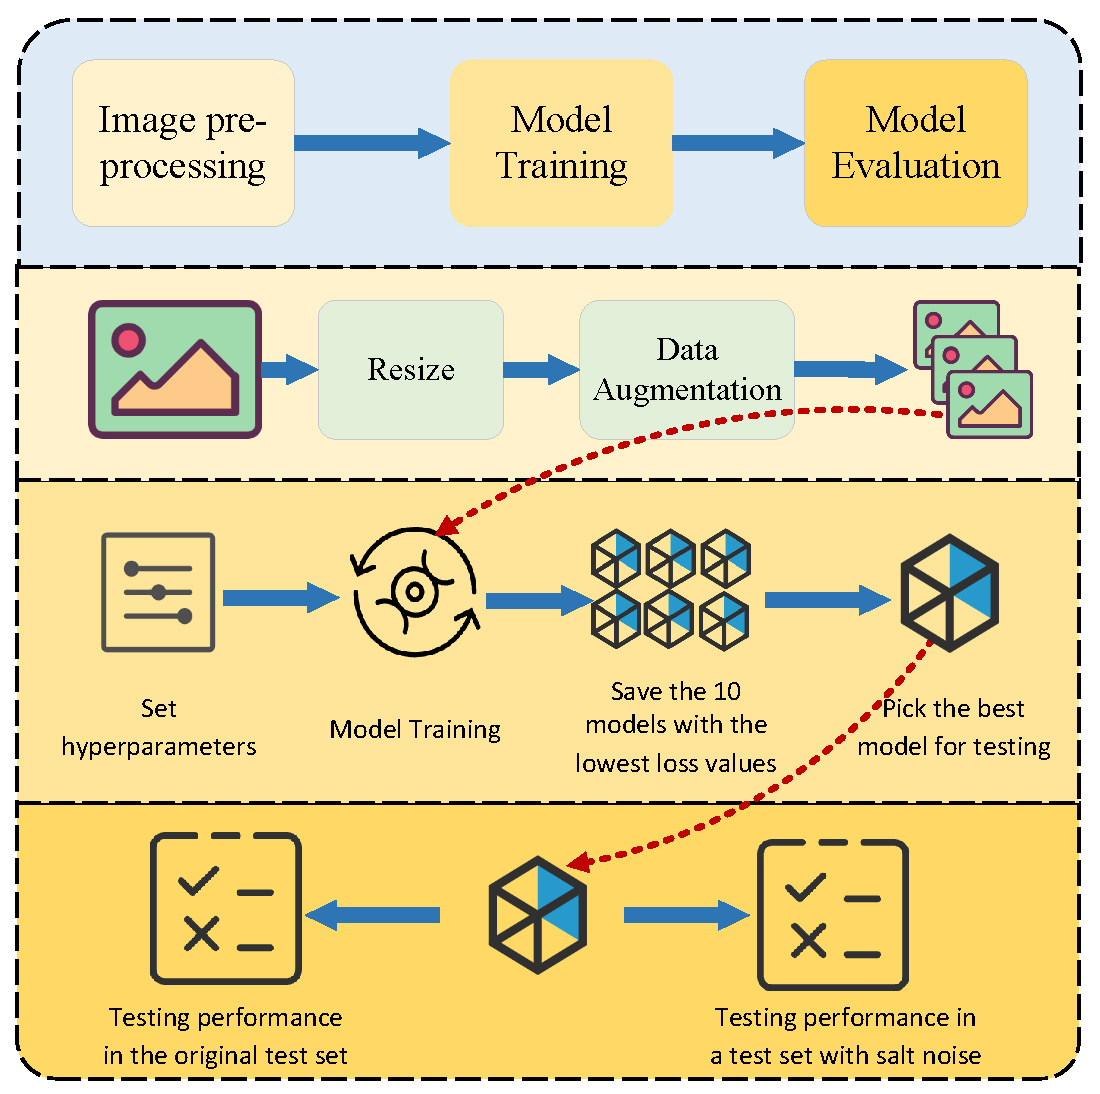 Image pre-
processing
Model
Training
Model
Evaluation
Resize
Data
Augmentation
Set
hyperparameters
Model Training
Save the 10
models with the
lowest loss values
Pick the best
model for testing
Testing performance
in the original test set
Testing performance in
a test set with salt noise